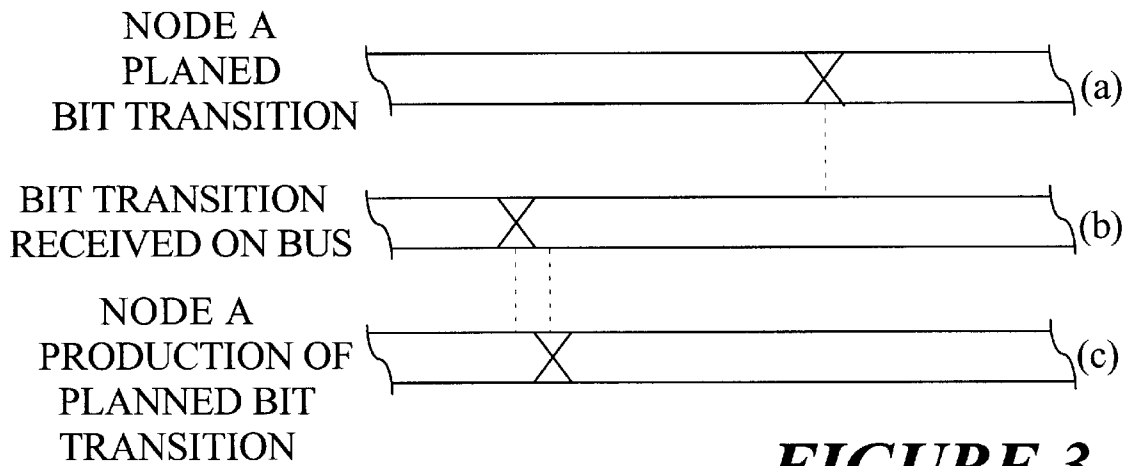 NODE A
PLANED
BIT TRANSITION
(a)
BIT TRANSITION
RECEIVED ON BUS
(b)
NODE A
PRODUCTION OF
PLANNED BIT
TRANSITION
(c)
FIGURE 3